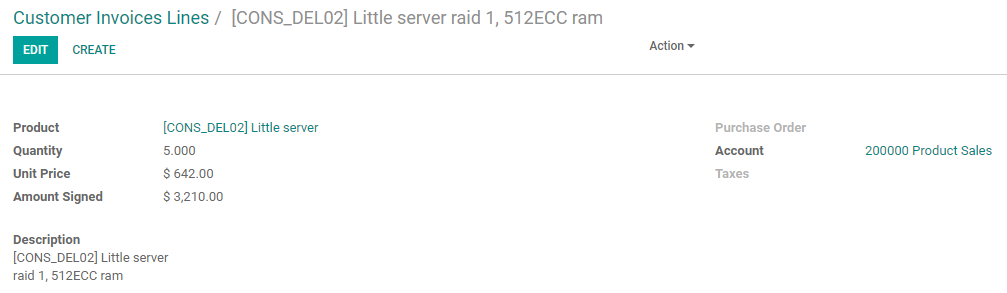 Customer Invoices Lines / [CONS_DEL02] Little server raid 1, 512ECC ram
EDIT CREATE Action
Product [CONS_DEL02] Little server Purchase Order
Quantity 5.000 Account 200000 Product Sales
Unit Price $ 642.00 Taxes
Amount Signed $ 3,210.00
Description
[CONS_DEL02] Little server
raid 1, 512ECC ram